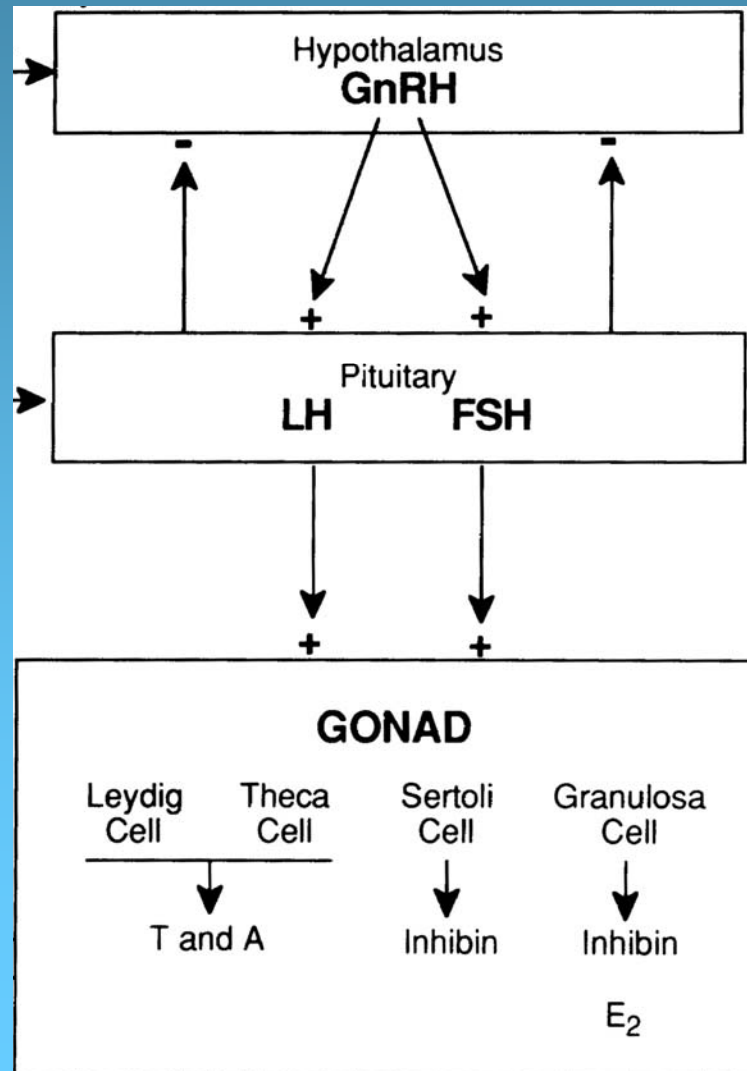 Hypothalamus
GnRH
- -
+ +
Pituitary
LH FSH
+ +
GONAD
Leydig Theca Sertoli Granulosa
Cell Cell Cell Cell
T and A Inhibin Inhibin
E₂